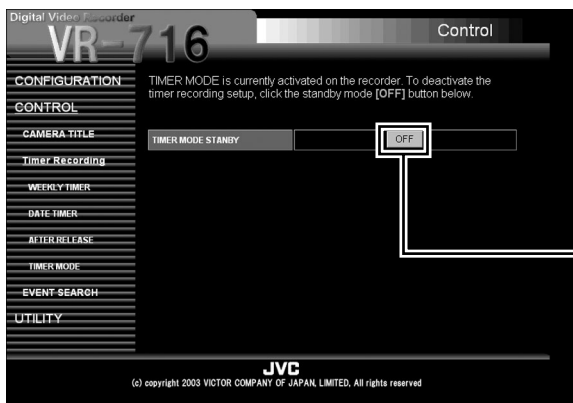 Digital Video Recorder
VR-716
Control
CONFIGURATION
CONTROL
CAMERA TITLE
Timer Recording
WEEKLY TIMER
DATE TIMER
AFTER RELEASE
TIMER MODE
EVENT SEARCH
UTILITY
TIMER MODE is currently activated on the recorder. To deactivate the
timer recording setup, click the standby mode [OFF] button below.
TIMER MODE STANBY
OFF
JVC
(c) copyright 2003 VICTOR COMPANY OF JAPAN, LIMITED, All rights reserved